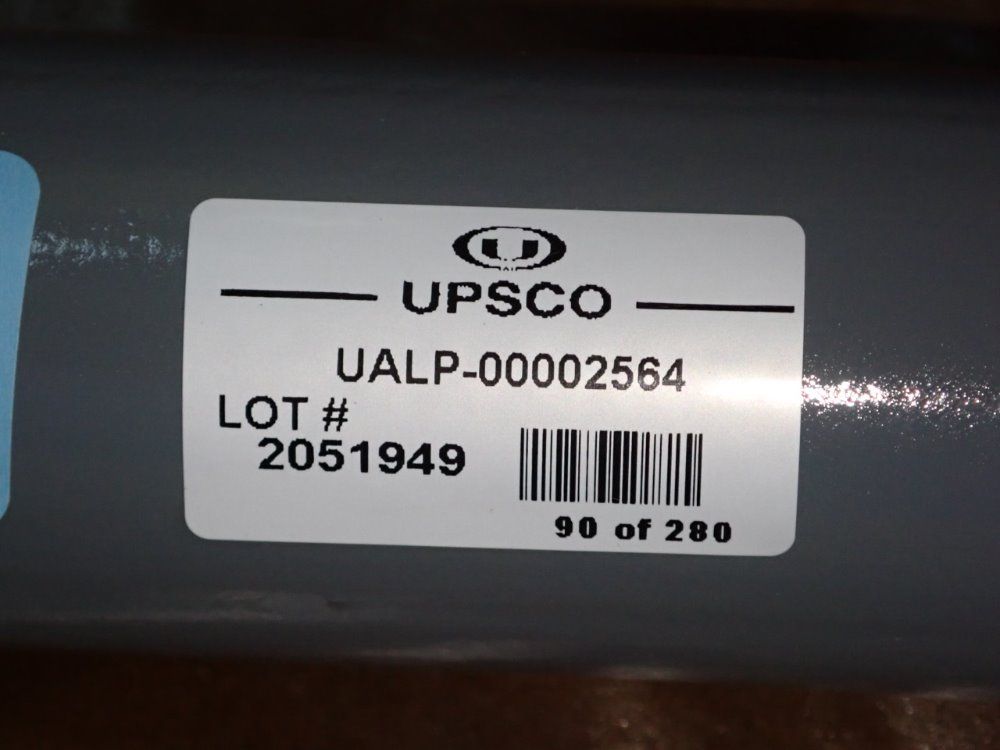 U
UPSCO
UALP-00002564
LOT #
2051949
90 of 280